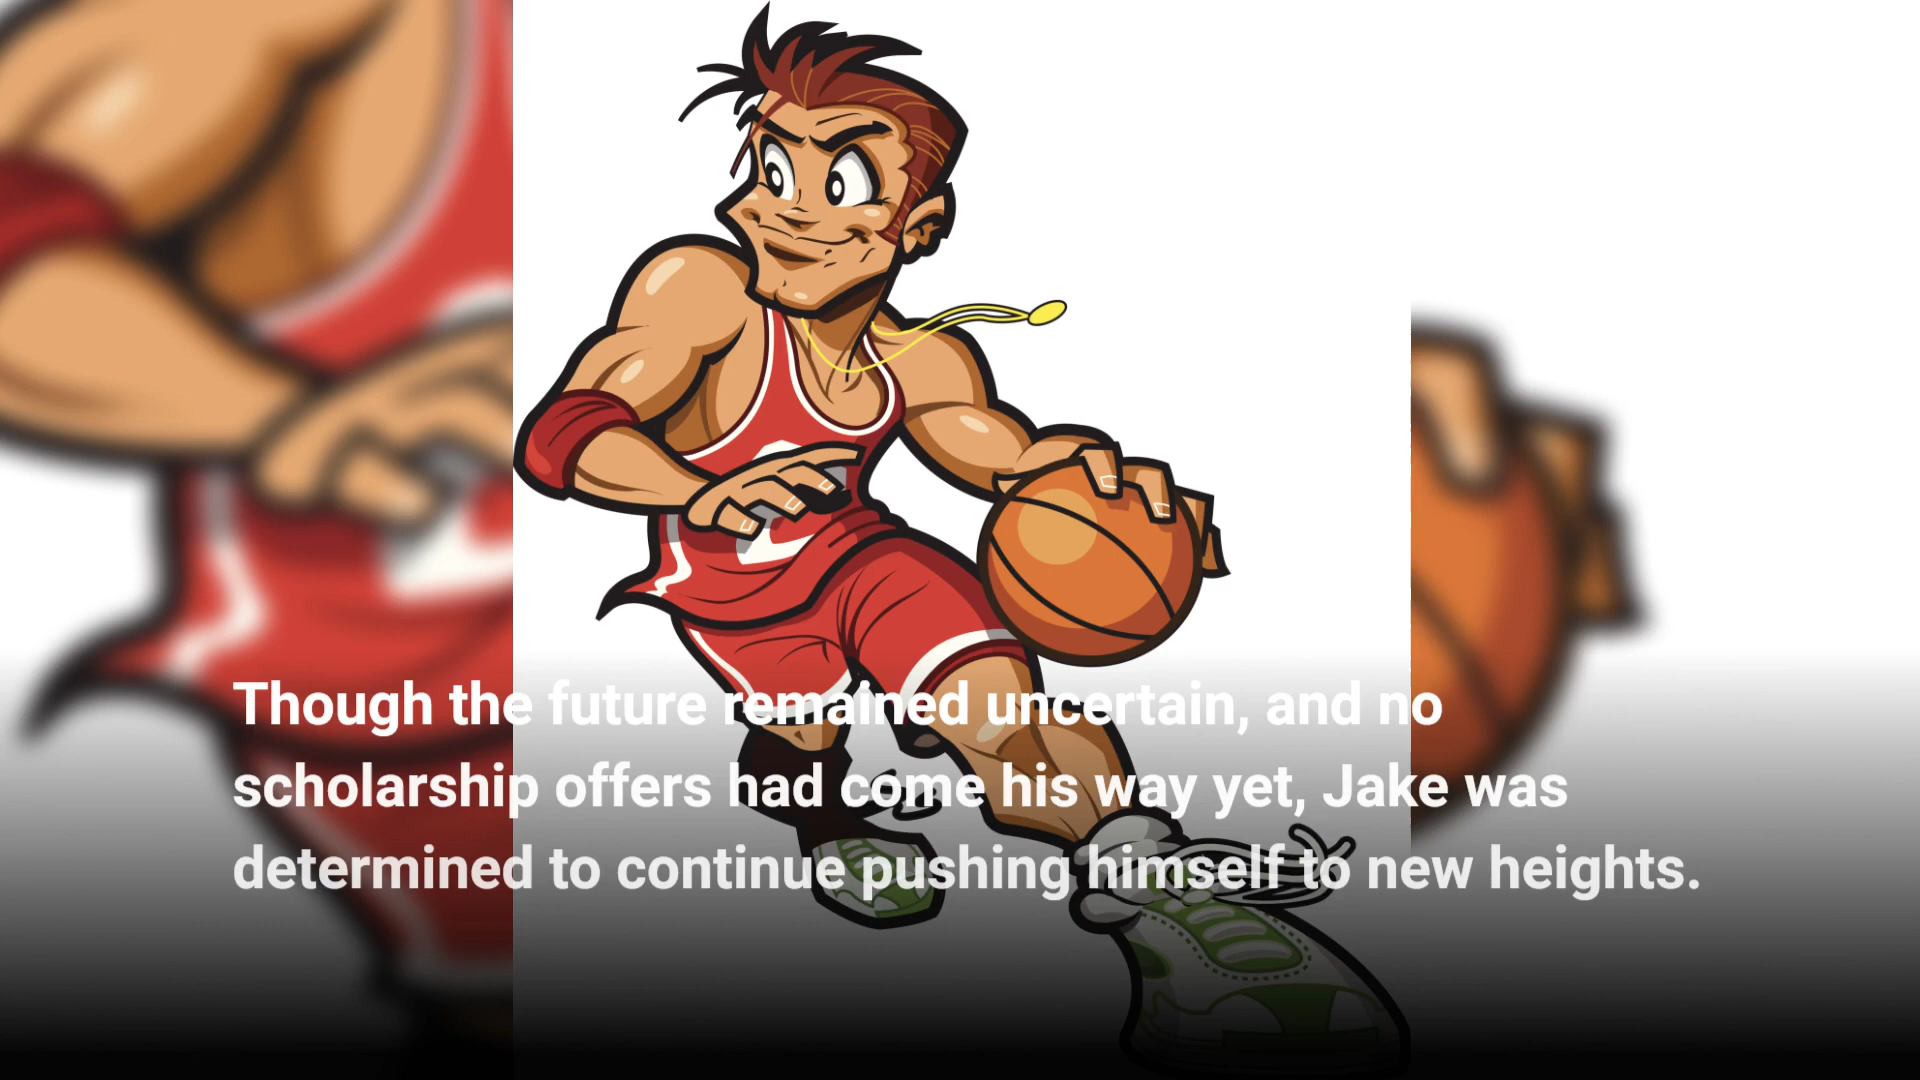 Though the future remained uncertain, and no
scholarship offers had come his way yet, Jake was
determined to continue pushing himself to new heights.